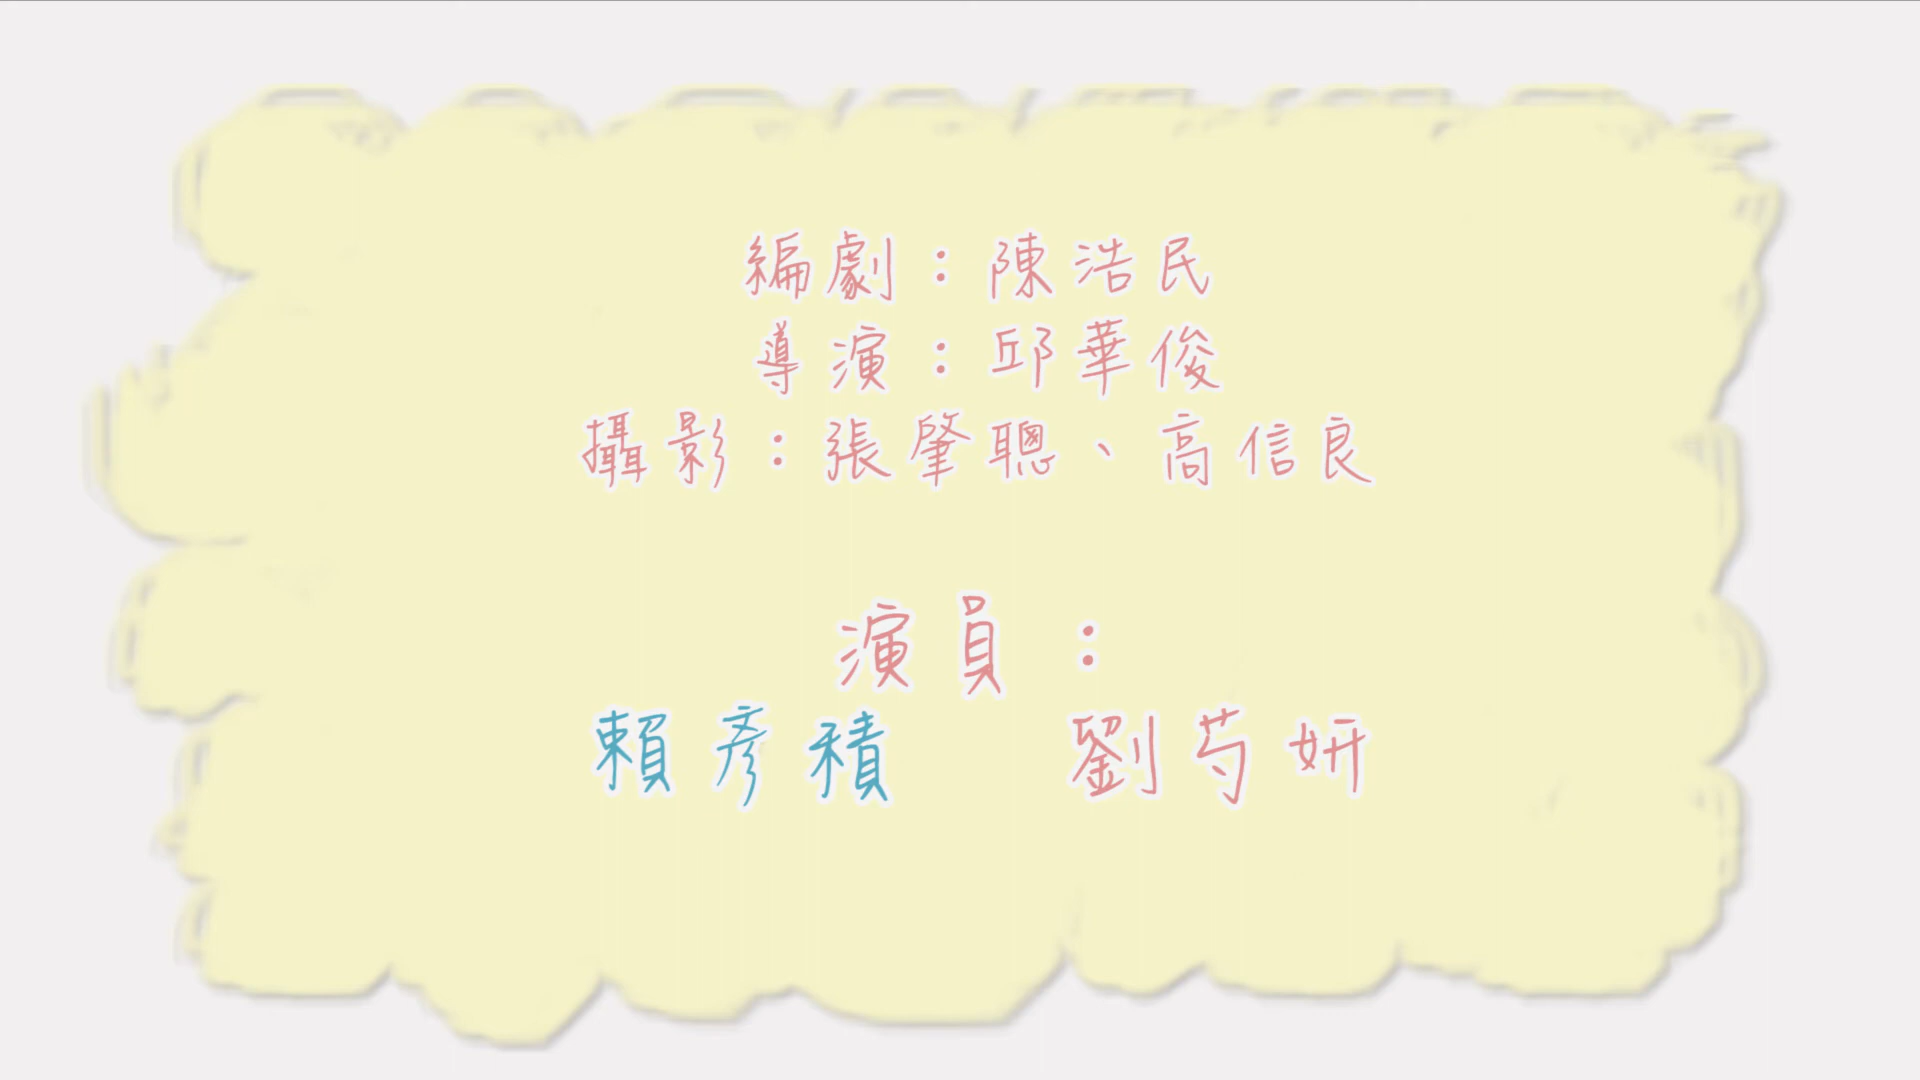 編劇：陳浩民
導演：邱華俊
攝影：張肇聰、高信良
演員：
賴彥積 劉芍妍